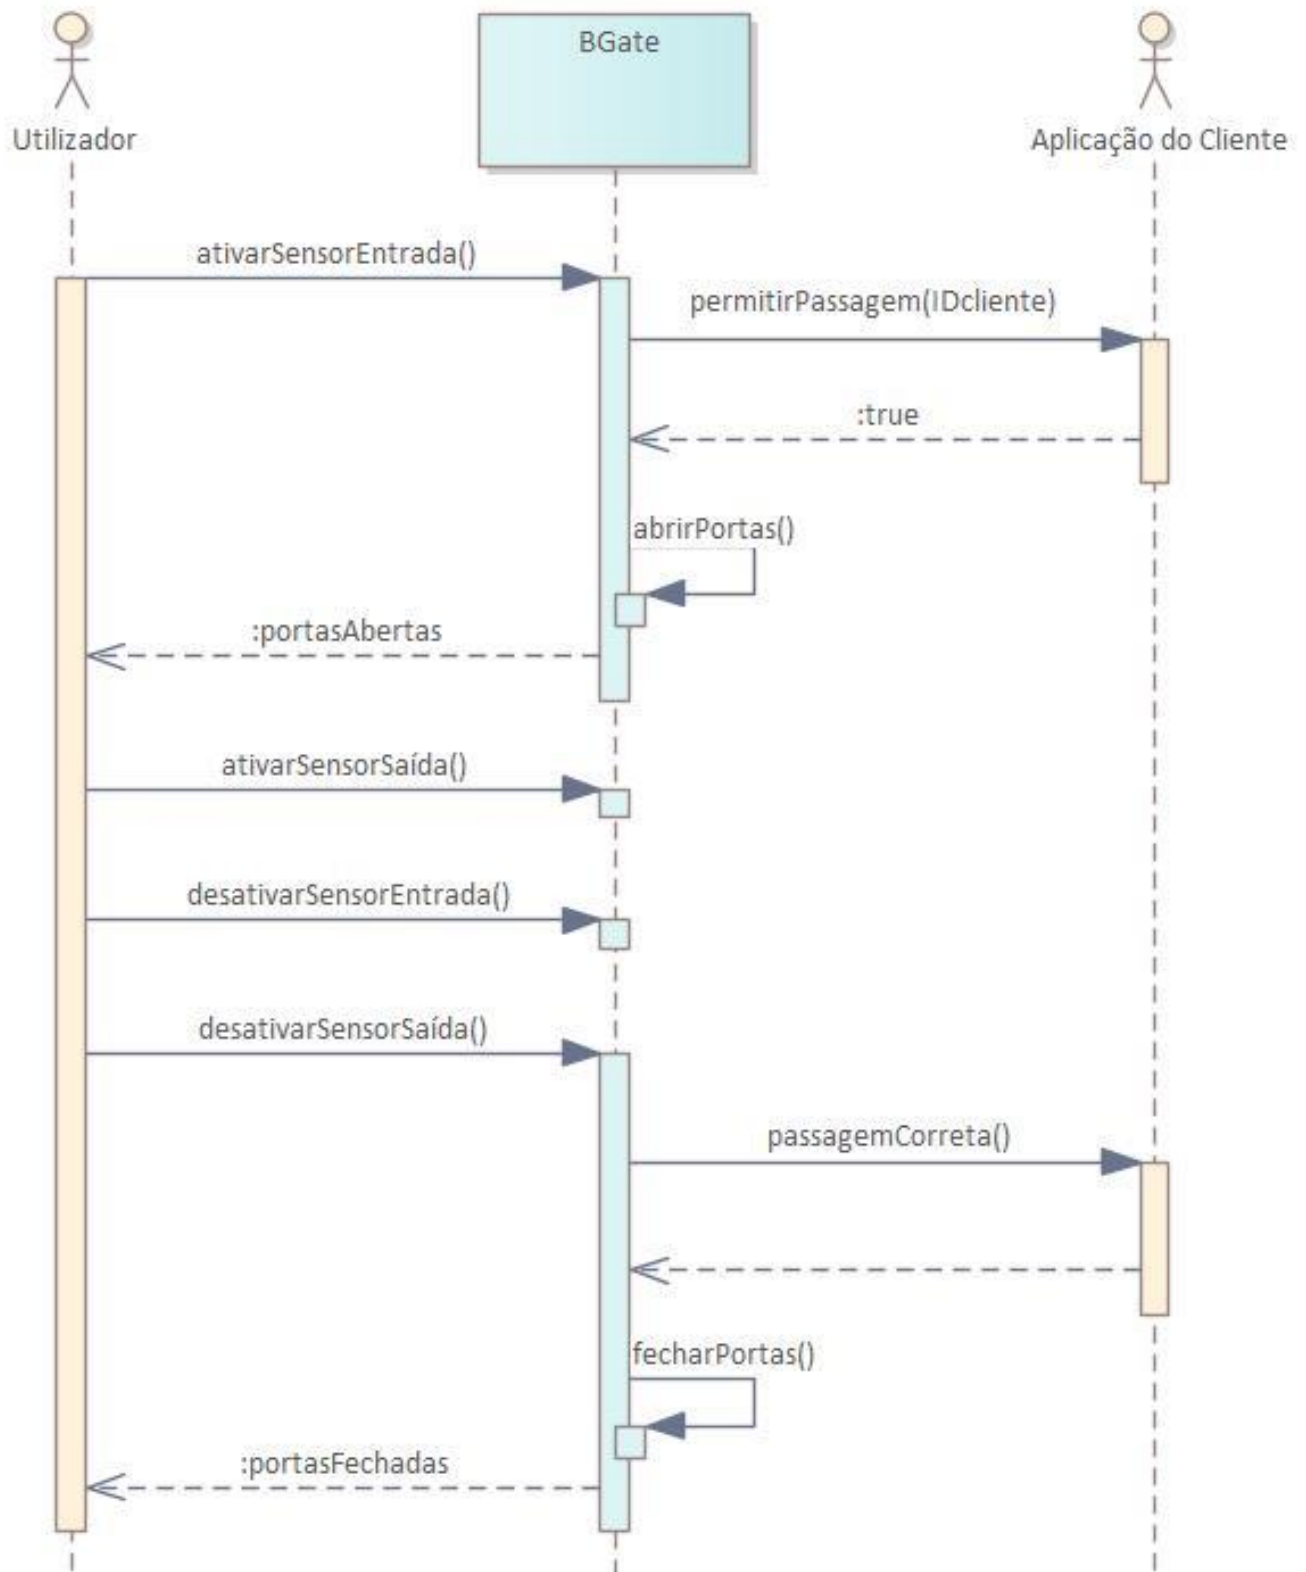 BGate
Utilizador
Aplicação do Cliente
ativarSensorEntrada()
permitirPassagem(IDcliente)
:true
abrirPortas()
:portasAbertas
ativarSensorSaída()
desativarSensorEntrada()
desativarSensorSaída()
passagemCorreta()
fecharPortas()
:portasFechadas